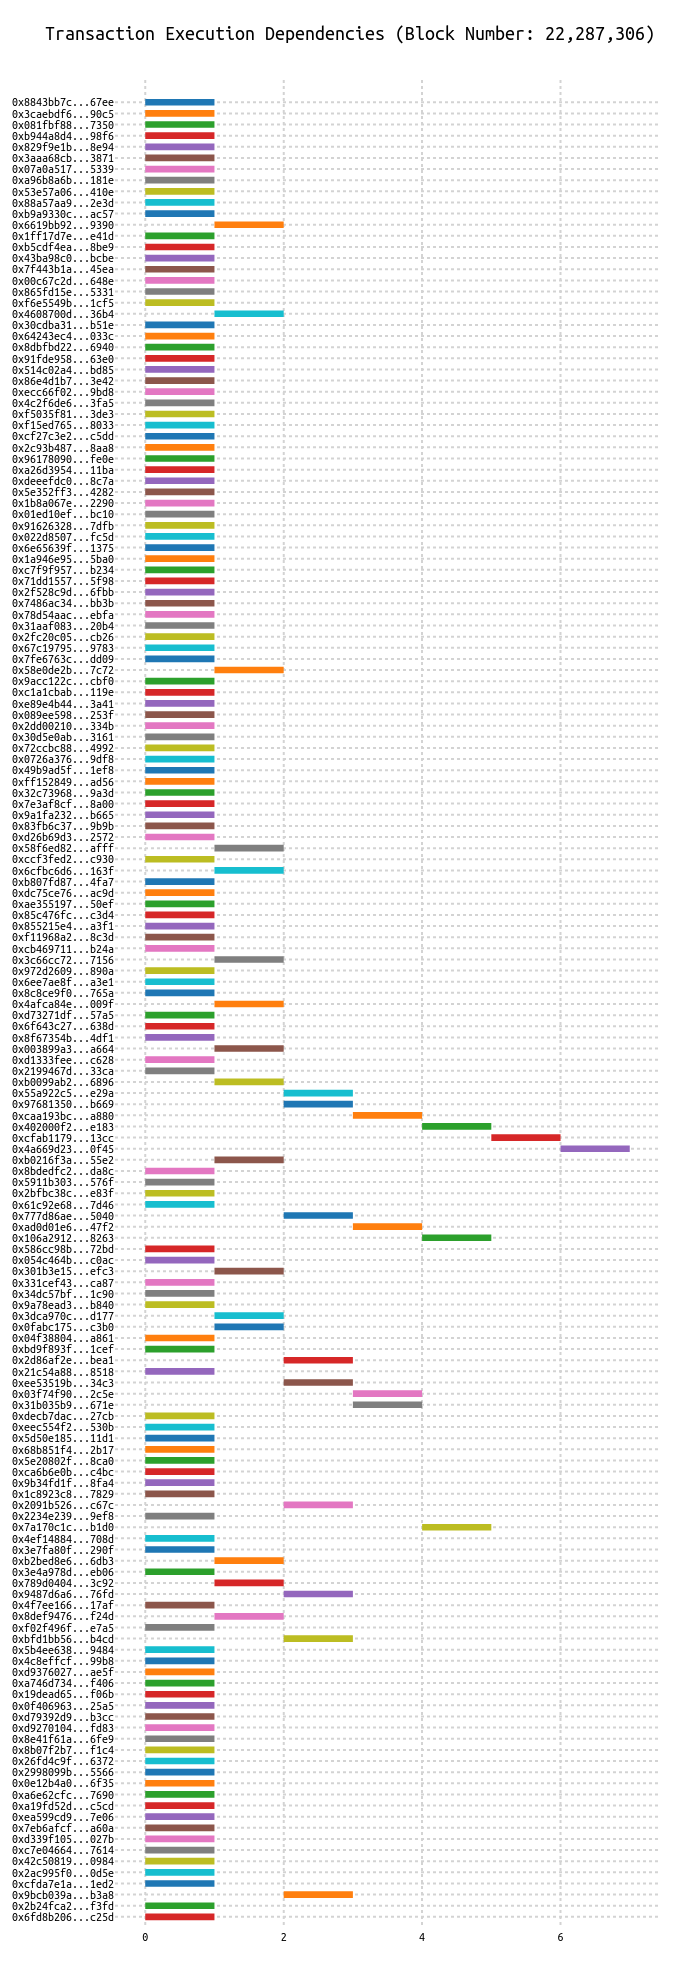 Transaction Execution Dependencies (Block Number: 22,287,306)
0x8843bb7c...67ee
0x3caebdf6...90c5
0x081fbf88...7350
0xb944a8d4...98f6
0x829f9e1b...8e94
0x3aaa68cb...3871
0x07a0a517...5339
0xa96b8a6b...181e
0x53e57a06...410e
0x88a57aa9...2e3d
0xb9a9330c...ac57
0x6619bb92...9390
0x1ff17d7e...e41d
0xb5cdf4ea...8be9
0x43ba98c0...bcbe
0x7f443b1a...45ea
0x00c67c2d...648e
0x865fd15e...5331
0xf6e5549b...1cf5
0x4608700d...36b4
0x30cdba31...b51e
0x64243ec4...033c
0x8dbfbd22...6940
0x91fde958...63e0
0x514c02a4...bd85
0x86e4d1b7...3e42
0xecc66f02...9bd8
0x4c2f6de6...3fa5
0xf5035f81...3de3
0xf15ed765...8033
0xcf27c3e2...c5dd
0x2c93b487...8aa8
0x96178090...fe0e
0xa26d3954...11ba
0xdeeefdc0...8c7a
0x5e352ff3...4282
0x1b8a067e...2290
0x01ed10ef...bc10
0x91626328...7dfb
0x022d8507...fc5d
0x6e65639f...1375
0x1a946e95...5ba0
0xc7f9f957...b234
0x71dd1557...5f98
0x2f528c9d...6fbb
0x7486ac34...bb3b
0x78d54aac...ebfa
0x31aaf083...20b4
0x2fc20c05...cb26
0x67c19795...9783
0x7fe6763c...dd09
0x58e0de2b...7c72
0x9acc122c...cbf0
0xc1a1cbab...119e
0xe89e4b44...3a41
0x089ee598...253f
0x2dd00210...334b
0x30d5e0ab...3161
0x72ccbc88...4992
0x0726a376...9df8
0x49b9ad5f...1ef8
0xff152849...ad56
0x32c73968...9a3d
0x7e3af8cf...8a00
0x9a1fa232...b665
0x83fb6c37...9b9b
0xd26b69d3...2572
0x58f6ed82...afff
0xccf3fed2...c930
0x6cfbc6d6...163f
0xb807fd87...4fa7
0xdc75ce76...ac9d
0xae355197...50ef
0x85c476fc...c3d4
0x855215e4...a3f1
0xf11968a2...8c3d
0xcb469711...b24a
0x3c66cc72...7156
0x972d2609...890a
0x6ee7ae8f...a3e1
0x8c8ce9f0...765a
0x4afca84e...009f
0xd73271df...57a5
0x6f643c27...638d
0x8f67354b...4df1
0x003899a3...a664
0xd1333fee...c628
0x2199467d...33ca
0xb0099ab2...6896
0x55a922c5...e29a
0x97681350...b669
0xcaa193bc...a880
0x402000f2...e183
0xcfab1179...13cc
0x4a669d23...0f45
0xb0216f3a...55e2
0x8bdedfc2...da8c
0x5911b303...576f
0x2bfbc38c...e83f
0x61c92e68...7d46
0x777d86ae...5040
0xad0d01e6...47f2
0x106a2912...8263
0x586cc98b...72bd
0x054c464b...c0ac
0x301b3e15...efc3
0x331cef43...ca87
0x34dc57bf...1c90
0x9a78ead3...b840
0x3dca970c...d177
0x0fabc175...c3b0
0x04f38804...a861
0xbd9f893f...1cef
0x2d86af2e...bea1
0x21c54a88...8518
0xee53519b...34c3
0x03f74f90...2c5e
0x31b035b9...671e
0xdecb7dac...27cb
0xeec554f2...530b
0x5d50e185...11d1
0x68b851f4...2b17
0x5e20802f...8ca0
0xca6b6e0b...c4bc
0x9b34fd1f...8fa4
0x1c8923c8...7829
0x2091b526...c67c
0x2234e239...9ef8
0x7a170c1c...b1d0
0x4ef14884...708d
0x3e7fa80f...290f
0xb2bed8e6...6db3
0x3e4a978d...eb06
0x789d0404...3c92
0x9487d6a6...76fd
0x4f7ee166...17af
0x8def9476...f24d
0xf02f496f...e7a5
0xbfd1bb56...b4cd
0x5b4ee638...9484
0x4c8effcf...99b8
0xd9376027...ae5f
0xa746d734...f406
0x19dead65...f06b
0x0f406963...25a5
0xd79392d9...b3cc
0xd9270104...fd83
0x8e41f61a...6fe9
0x8b07f2b7...f1c4
0x26fd4c9f...6372
0x2998099b...5566
0x0e12b4a0...6f35
0xa6e62cfc...7690
0xa19fd52d...c5cd
0xea599cd9...7e06
0x7eb6afcf...a60a
0xd339f105...027b
0xc7e04664...7614
0x42c50819...0984
0x2ac995f0...0d5e
0xcfda7e1a...1ed2
0x9bcb039a...b3a8
0x2b24fca2...f3fd
0x6fd8b206...c25d
0 2 4 6